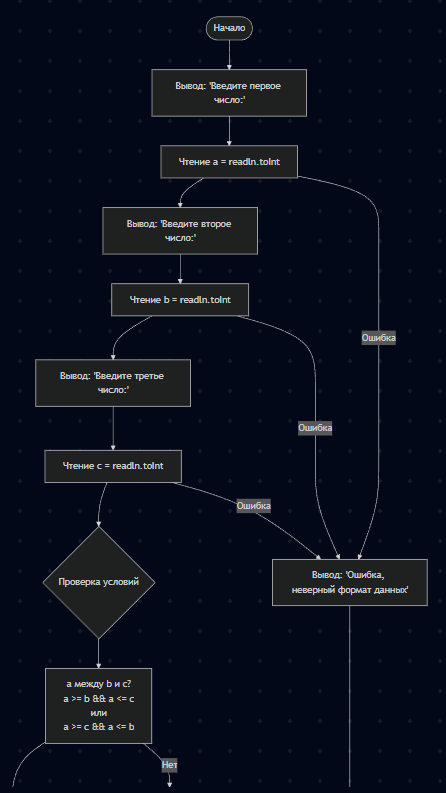 Начало
Вывод: 'Введите первое
число:'
Чтение a = readln.toInt
Вывод: 'Введите второе
число:'
Чтение b = readln.toInt
Ошибка
Вывод: 'Введите третье
число:'
Ошибка
Чтение c = readln.toInt
Ошибка
Проверка условий
Вывод: 'Ошибка,
неверный формат данных'
a между b и c?
a >= b && a <= c
или
a >= c && a <= b
Нет